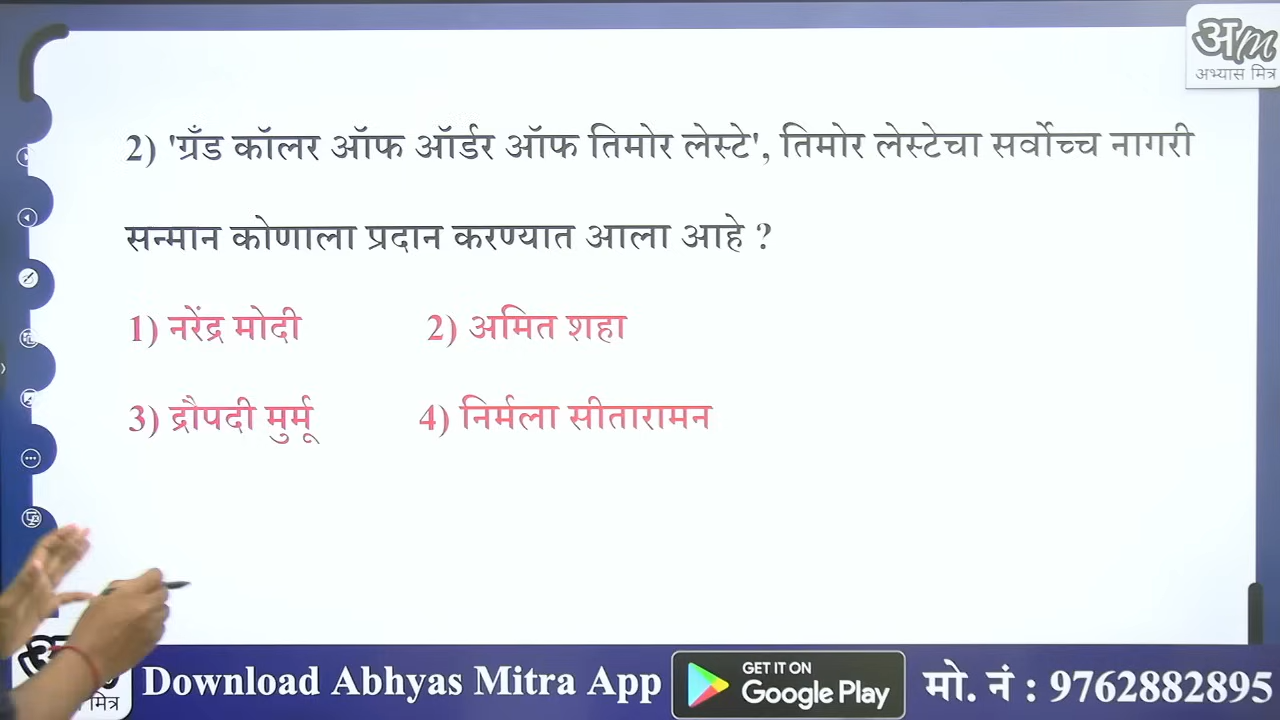 अm
अभ्यास मित्र
2) 'ग्रँड कॉलर ऑफ ऑर्डर ऑफ तिमोर लेस्टे', तिमोर लेस्टेचा सर्वोच्च नागरी
सन्मान कोणाला प्रदान करण्यात आला आहे ?
1) नरेंद्र मोदी 2) अमित शहा
3) द्रौपदी मुर्मू 4) निर्मला सीतारामन
मित्र
Download Abhyas Mitra App
GET IT ON
Google Play
मो. नं : 9762882895